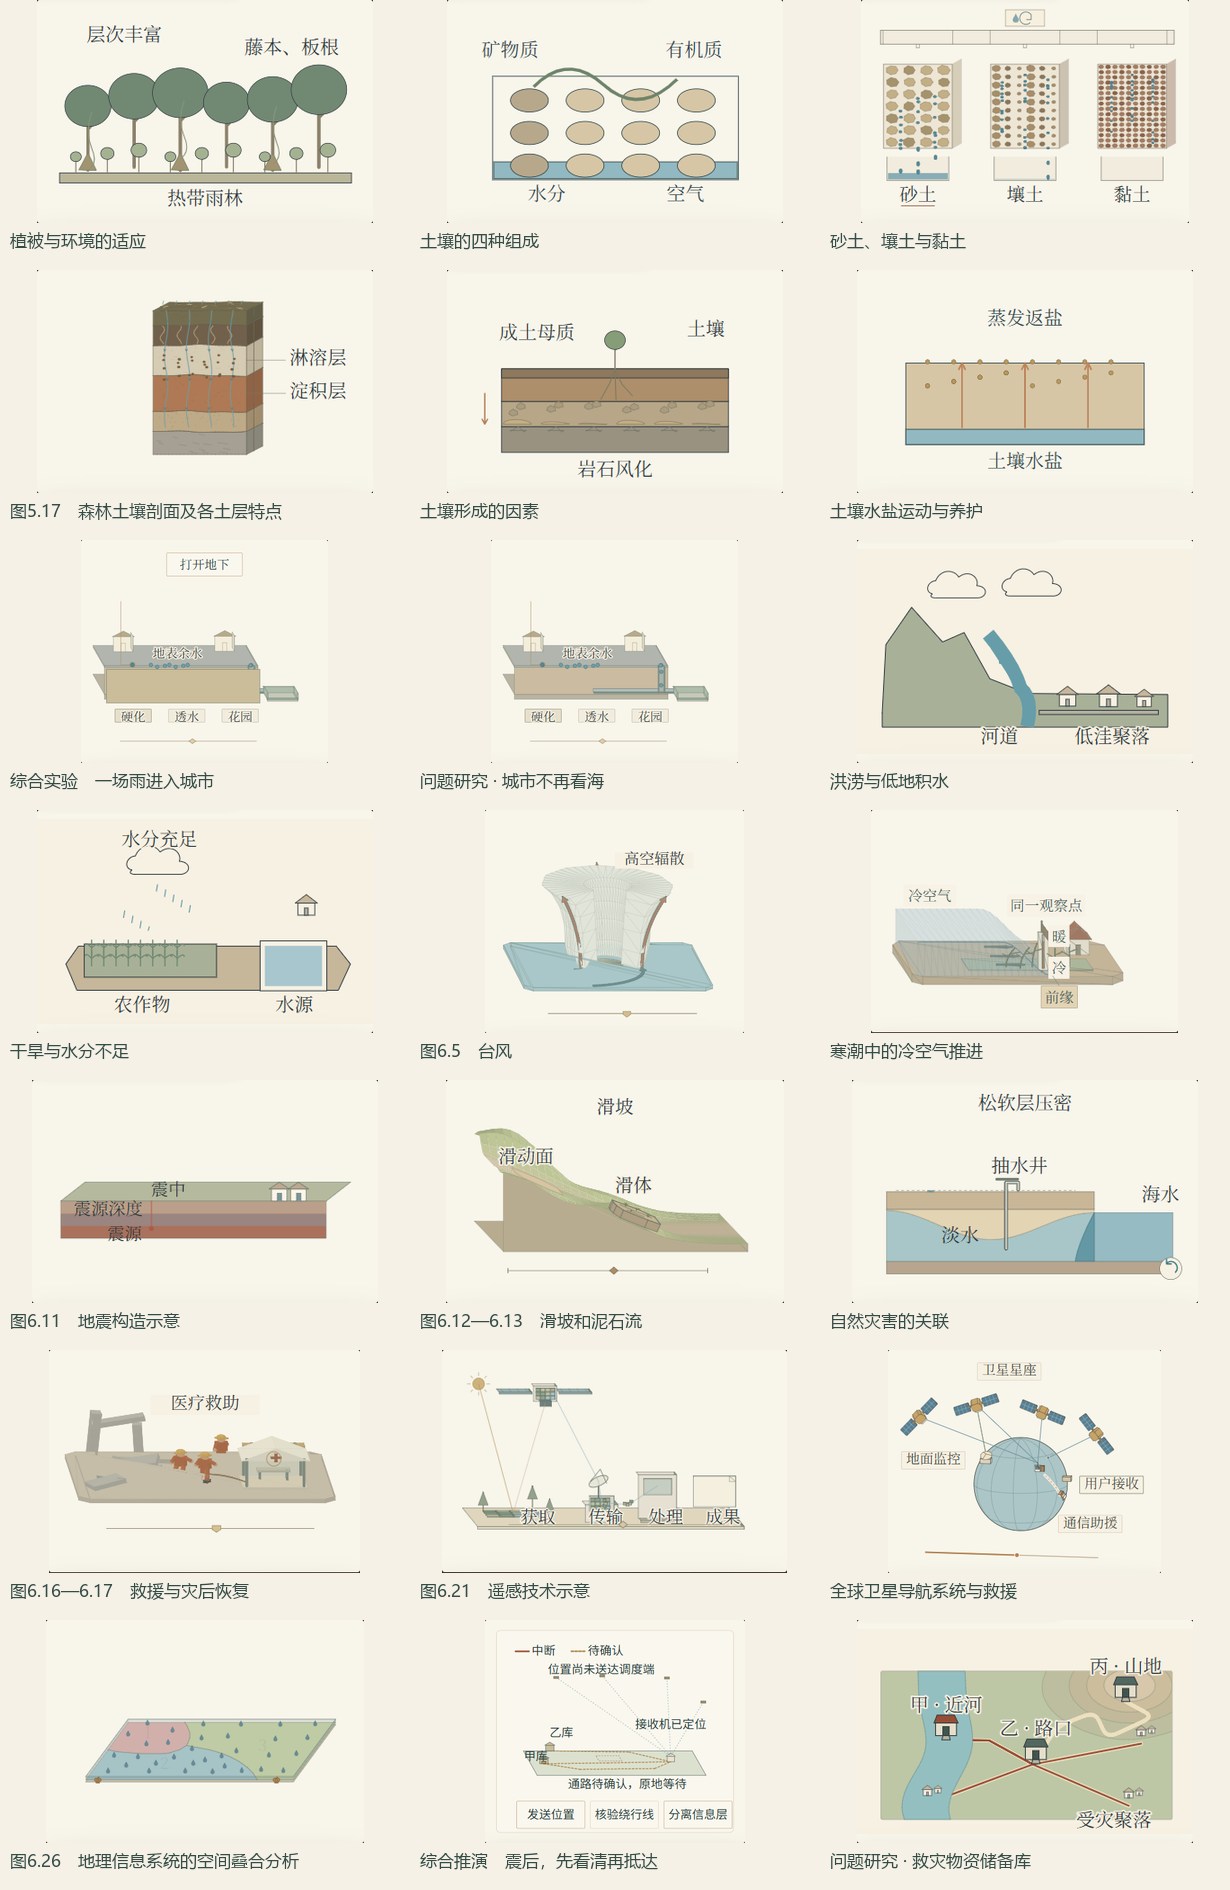 层次丰富
藤本、板根
热带雨林
植被与环境的适应
矿物质
有机质
水分
空气
土壤的四种组成
砂土
壤土
黏土
砂土、壤土与黏土
淋溶层
淀积层
图5.17 森林土壤剖面及各土层特点
成土母质
土壤
岩石风化
土壤形成的因素
蒸发返盐
土壤水盐
土壤水盐运动与养护
打开地下
地表余水
硬化
透水
花园
综合实验 一场雨进入城市
地表余水
硬化
透水
花园
问题研究·城市不再看海
河道
低洼聚落
洪涝与低地积水
水分充足
农作物
水源
干旱与水分不足
高空辐散
图6.5 台风
冷空气
同一观察点
暖
冷
前缘
寒潮中的冷空气推进
震中
震源深度
震源
图6.11 地震构造示意
滑坡
滑动面
滑体
图6.12—6.13 滑坡和泥石流
松软层压密
抽水井
海水
淡水
自然灾害的关联
医疗救助
图6.16—6.17 救援与灾后恢复
获取
传输
处理
成果
图6.21 遥感技术示意
卫星星座
地面监控
用户接收
通信助援
全球卫星导航系统与救援
图6.26 地理信息系统的空间叠合分析
中断
待确认
位置尚未送达调度端
接收机已定位
乙库
甲库
通路待确认，原地等待
发送位置
核验绕行线
分离信息层
综合推演 震后，先看清再抵达
丙·山地
甲·近河
乙·路口
受灾聚落
问题研究·救灾物资储备库